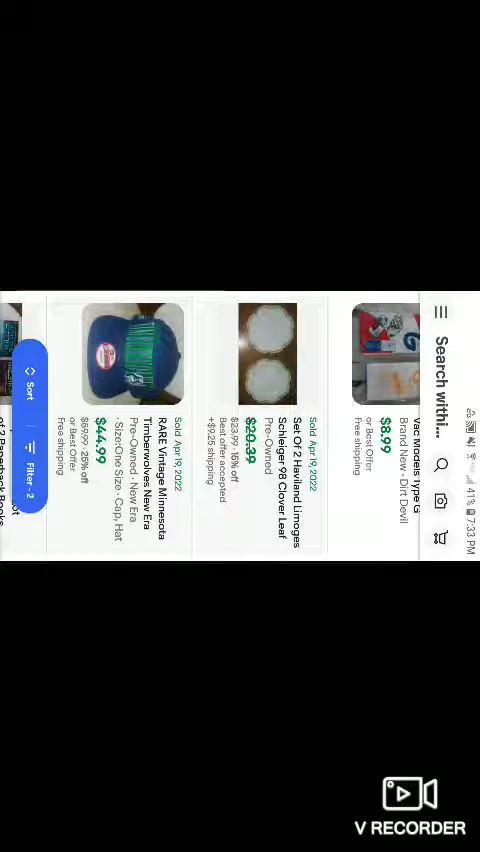 7:33 PM
41%
Search withi...
Vac Models Type G
Brand New · Dirt Devil
$8.99
or Best Offer
Free shipping
Sold Apr 19, 2022
Set Of 2 Haviland Limoges
Schleiger 98 Clover Leaf
Pre-Owned
$20.39
$23.99 · 15% off
Best offer accepted
+$9.25 shipping
Sold Apr 19, 2022
RARE Vintage Minnesota
Timberwolves New Era
Pre-Owned · New Era
· Size:One Size · Cap, Hat
$44.99
$59.99 · 25% off
or Best Offer
Free shipping
of 2 Paperback Books
Sort
Filter · 2
V RECORDER